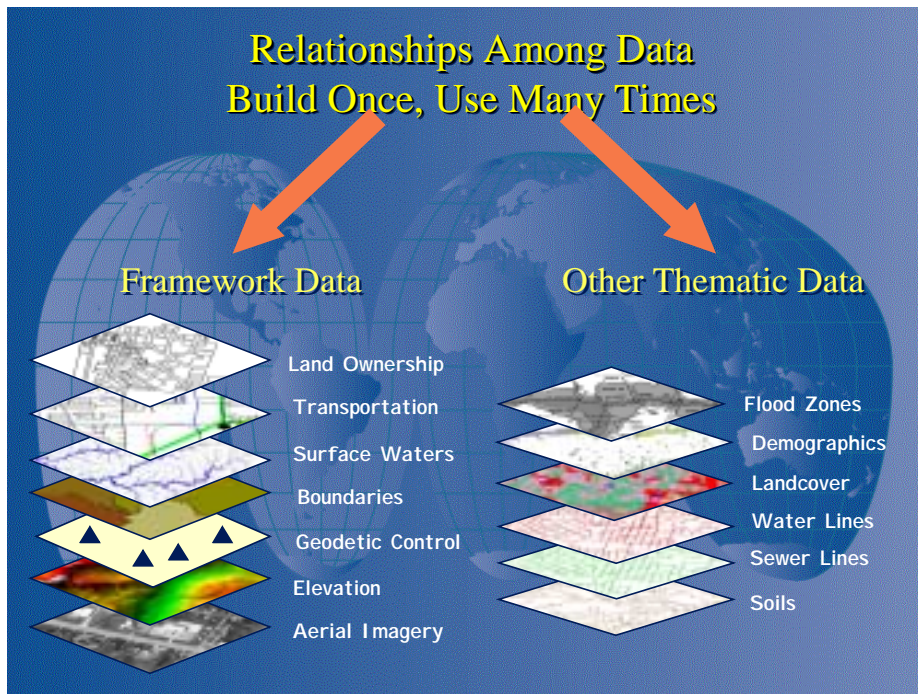 Relationships Among Data
Build Once, Use Many Times
Framework Data
Land Ownership
Transportation
Surface Waters
Boundaries
Geodetic Control
Elevation
Aerial Imagery
Other Thematic Data
Flood Zones
Demographics
Landcover
Water Lines
Sewer Lines
Soils